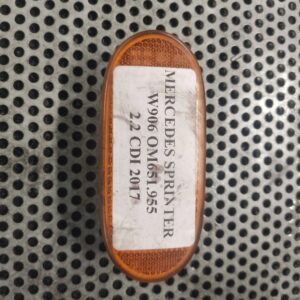 MERCEDES SPRINTER
W906 OM651.955
2.2 CDI 2017